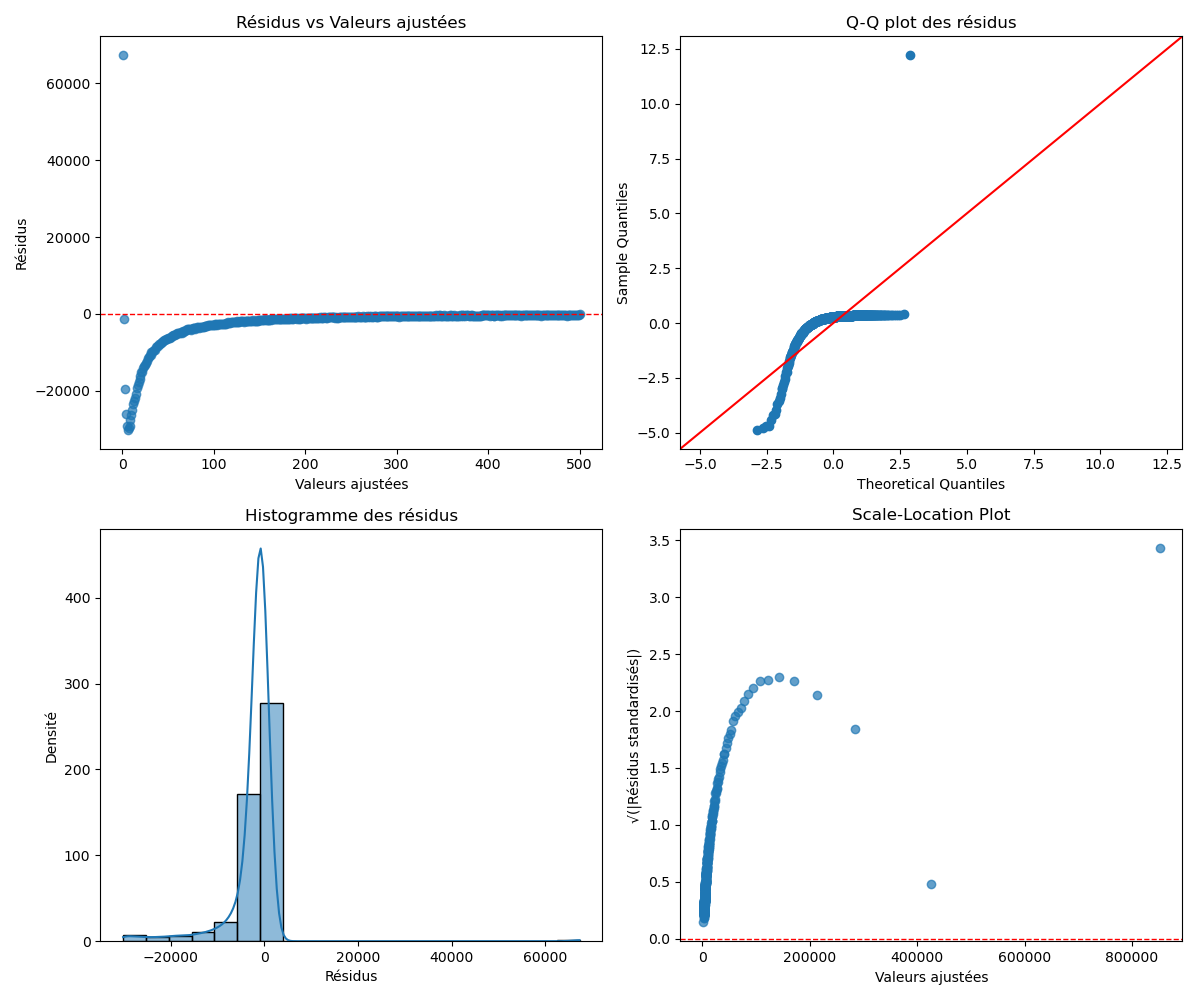 Résidus vs Valeurs ajustées
60000
40000
20000
0
−20000
Résidus
0 100 200 300 400 500
Valeurs ajustées
Q-Q plot des résidus
12.5
10.0
7.5
5.0
2.5
0.0
−2.5
−5.0
Sample Quantiles
−5.0 −2.5 0.0 2.5 5.0 7.5 10.0 12.5
Theoretical Quantiles
Histogramme des résidus
400
300
200
100
0
Densité
−20000 0 20000 40000 60000
Résidus
Scale-Location Plot
3.5
3.0
2.5
2.0
1.5
1.0
0.5
0.0
√(|Résidus standardisés|)
0 200000 400000 600000 800000
Valeurs ajustées